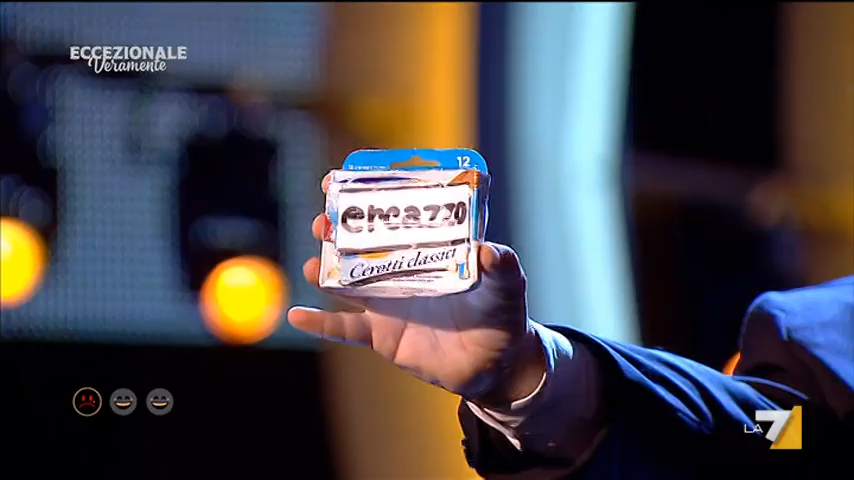 ECCEZIONALE
Veramente
12
ercazzo
Cerotti classici
LA7